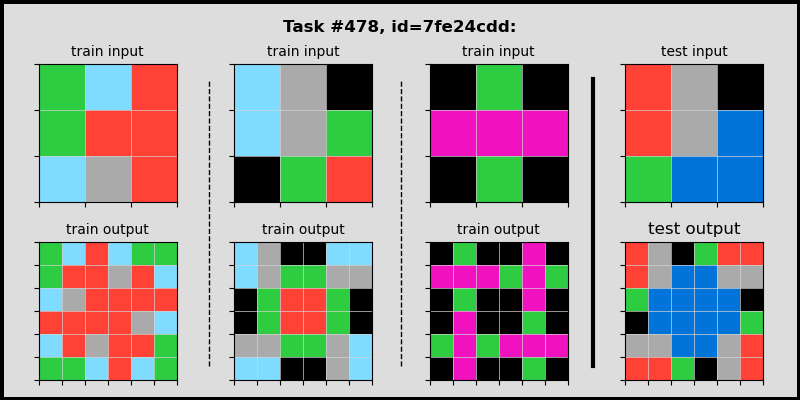 Task #478, id=7fe24cdd:
train input
train input
train input
test input
train output
train output
train output
test output